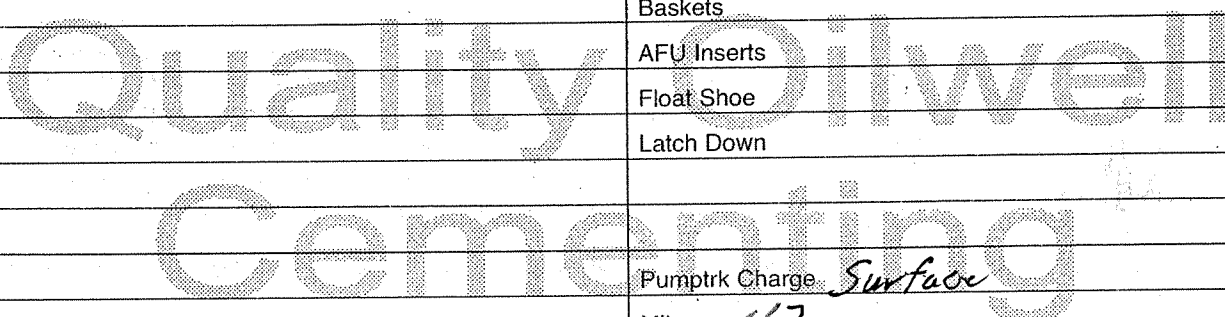 Baskets
Quality Oilwell
AFU Inserts
Float Shoe
Latch Down
Cementing
Pumptrk Charge Surface